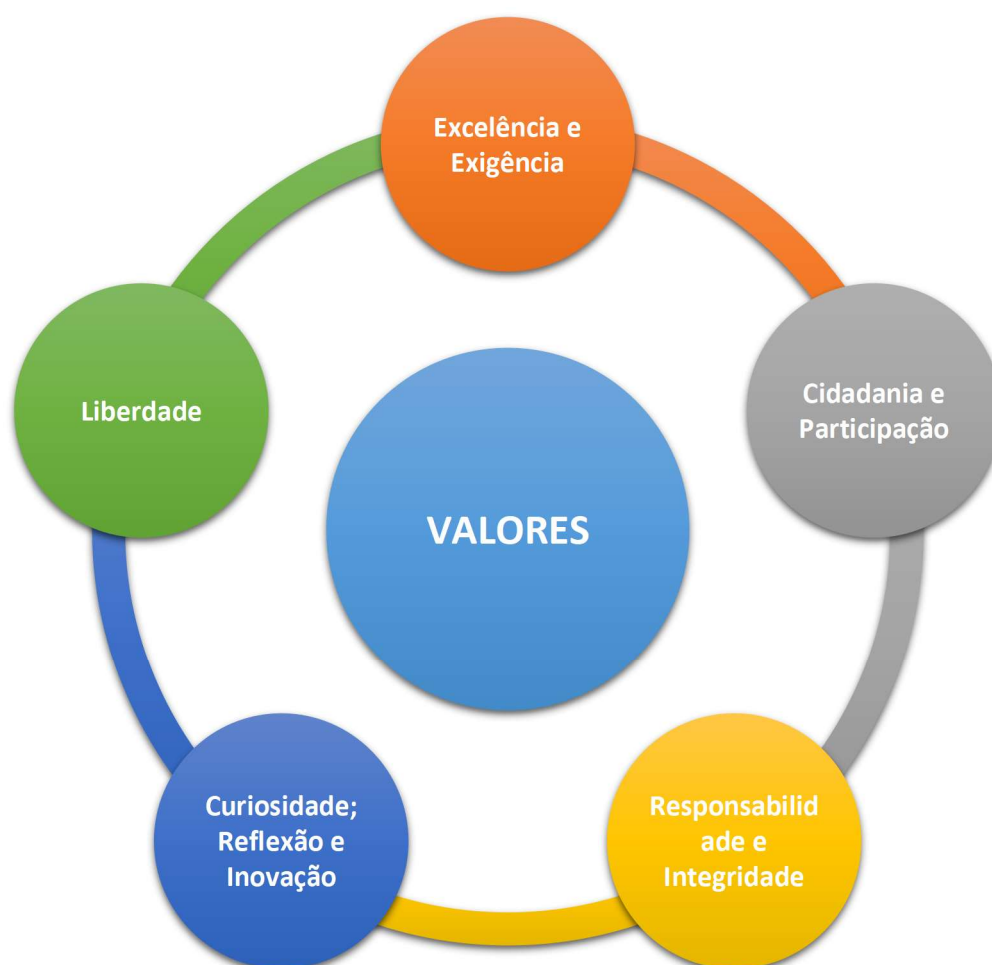 Excelência e
Exigência
Cidadania e
Participação
Liberdade
VALORES
Responsabilid
ade e
Integridade
Curiosidade;
Reflexão e
Inovação